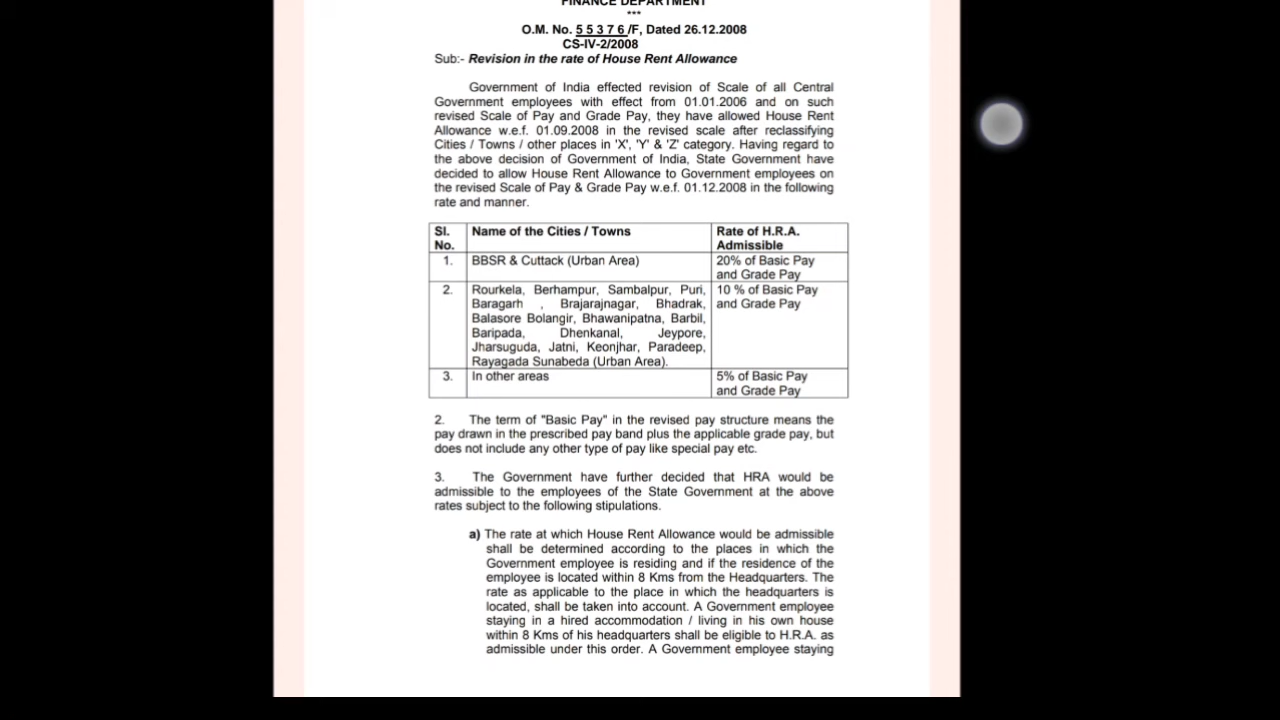 FINANCE DEPARTMENT
***
O.M. No. 5 5 3 7 6 /F, Dated 26.12.2008
CS-IV-2/2008
Sub:- Revision in the rate of House Rent Allowance
Government of India effected revision of Scale of all Central
Government employees with effect from 01.01.2006 and on such
revised Scale of Pay and Grade Pay, they have allowed House Rent
Allowance w.e.f. 01.09.2008 in the revised scale after reclassifying
Cities / Towns / other places in 'X', 'Y' & 'Z' category. Having regard to
the above decision of Government of India, State Government have
decided to allow House Rent Allowance to Government employees on
the revised Scale of Pay & Grade Pay w.e.f. 01.12.2008 in the following
rate and manner.
Sl. Name of the Cities / Towns Rate of H.R.A.
No. Admissible
1. BBSR & Cuttack (Urban Area) 20% of Basic Pay
and Grade Pay
2. Rourkela, Berhampur, Sambalpur, Puri, 10 % of Basic Pay
Baragarh , Brajarajnagar, Bhadrak, and Grade Pay
Balasore Bolangir, Bhawanipatna, Barbil,
Baripada, Dhenkanal, Jeypore,
Jharsuguda, Jatni, Keonjhar, Paradeep,
Rayagada Sunabeda (Urban Area).
3. In other areas 5% of Basic Pay
and Grade Pay
2. The term of "Basic Pay" in the revised pay structure means the
pay drawn in the prescribed pay band plus the applicable grade pay, but
does not include any other type of pay like special pay etc.
3. The Government have further decided that HRA would be
admissible to the employees of the State Government at the above
rates subject to the following stipulations.
a) The rate at which House Rent Allowance would be admissible
shall be determined according to the places in which the
Government employee is residing and if the residence of the
employee is located within 8 Kms from the Headquarters. The
rate as applicable to the place in which the headquarters is
located, shall be taken into account. A Government employee
staying in a hired accommodation / living in his own house
within 8 Kms of his headquarters shall be eligible to H.R.A. as
admissible under this order. A Government employee staying